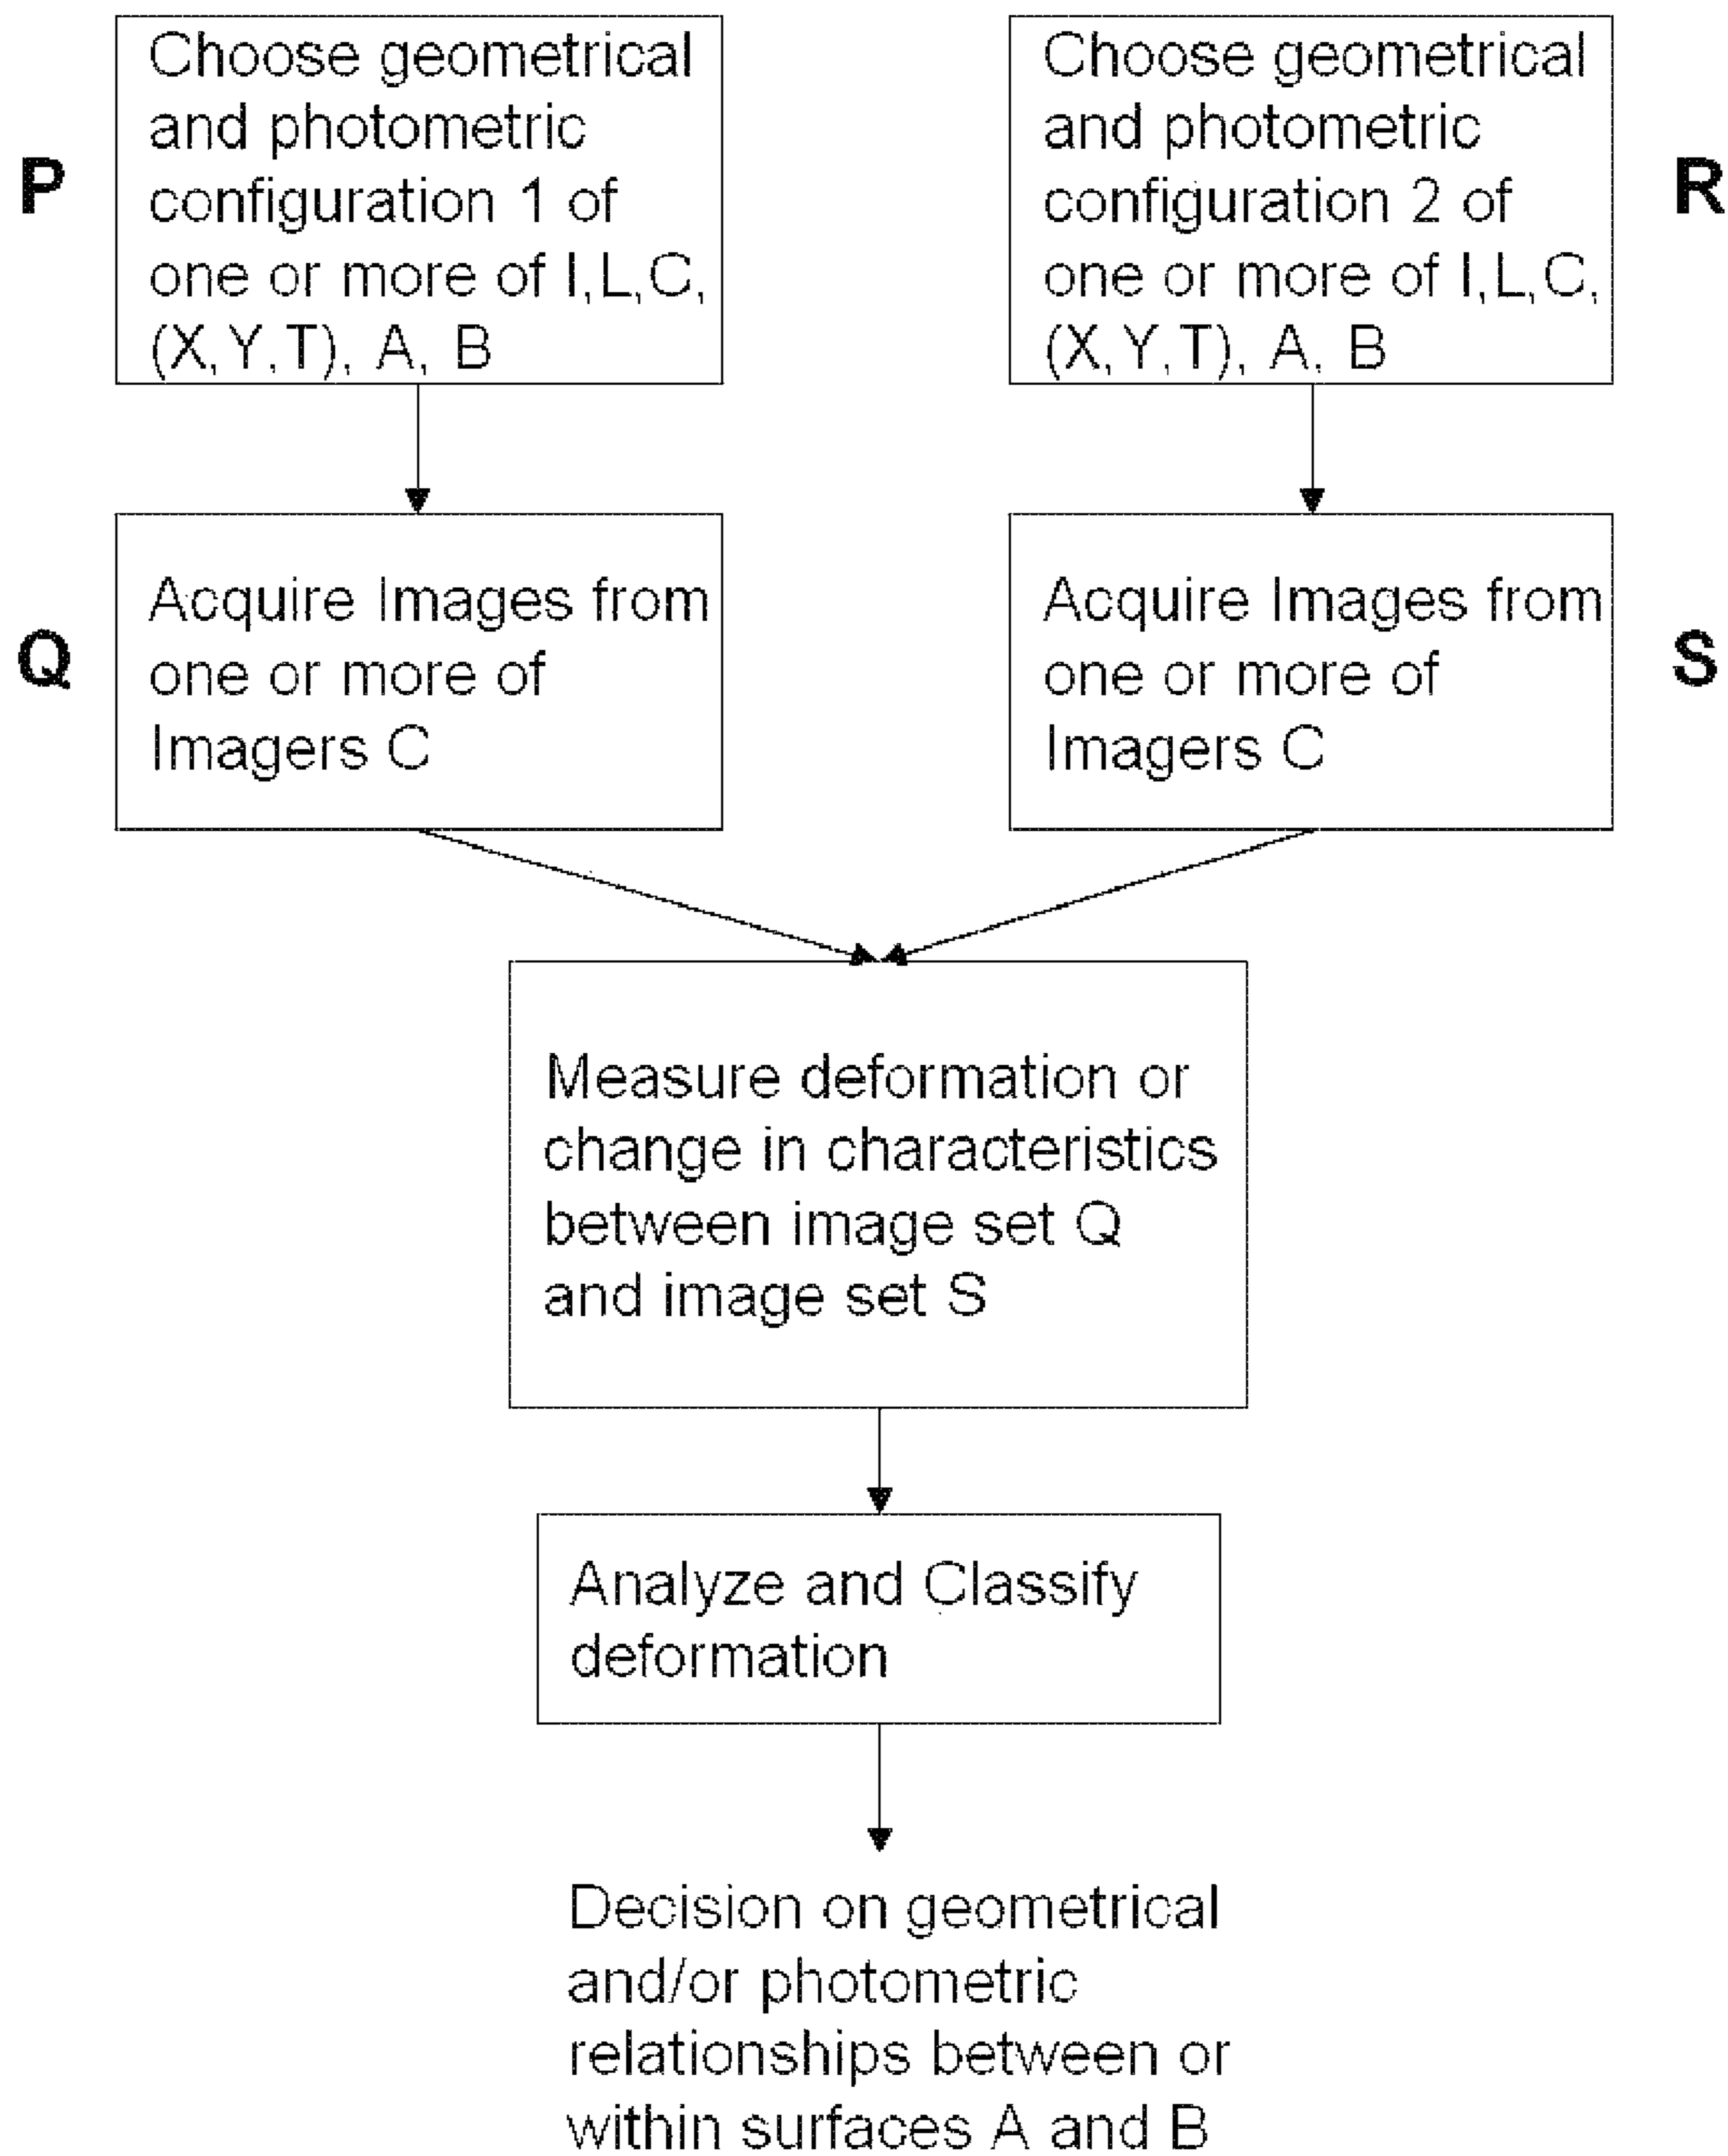 P
Choose geometrical
and photometric
configuration 1 of
one or more of I,L,C,
(X,Y,T), A, B
Choose geometrical
and photometric
configuration 2 of
one or more of I,L,C,
(X,Y,T), A, B
R
Q
Acquire Images from
one or more of
Imagers C
Acquire Images from
one or more of
Imagers C
S
Measure deformation or
change in characteristics
between image set Q
and image set S
Analyze and Classify
deformation
Decision on geometrical
and/or photometric
relationships between or
within surfaces A and B